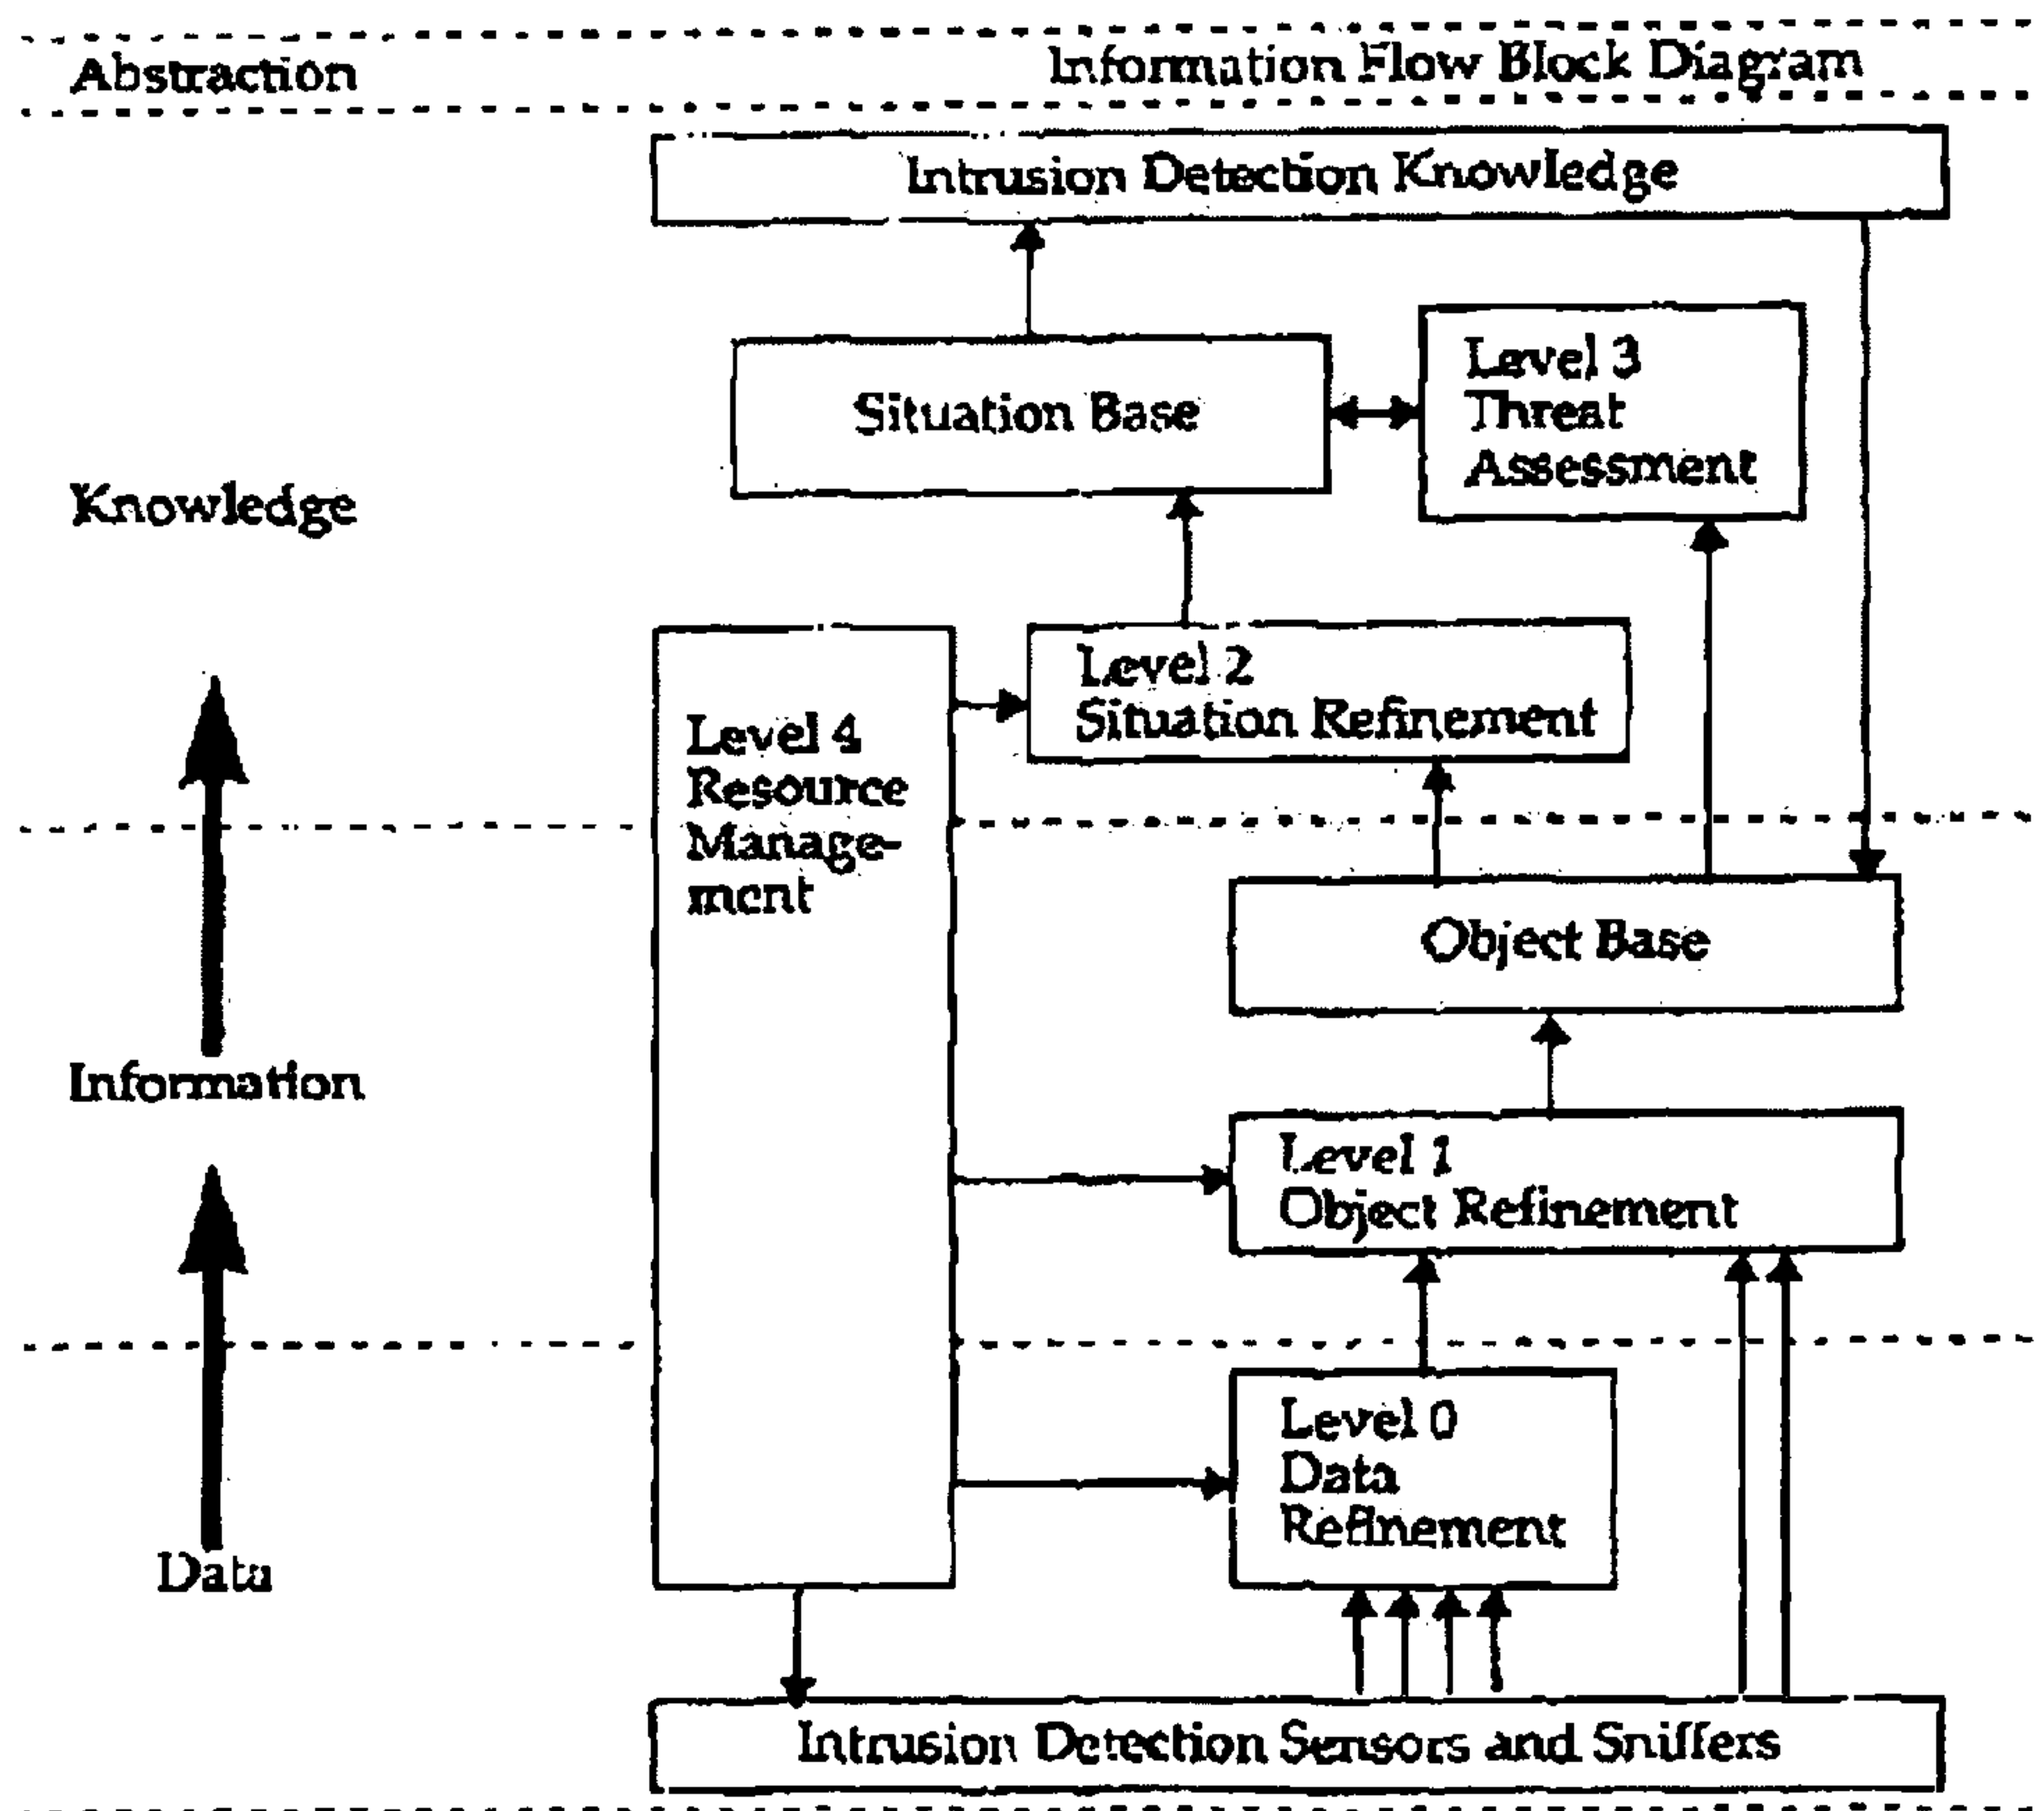 Abstraction
Information Flow Block Diagram
Intrusion Detection Knowledge
Situation Base
Level 3
Threat
Assessment
Knowledge
Level 2
Situation Refinement
Level 4
Resource
Manage-
ment
Object Base
Information
Level 1
Object Refinement
Level 0
Data
Refinement
Data
Intrusion Detection Sensors and Sniffers